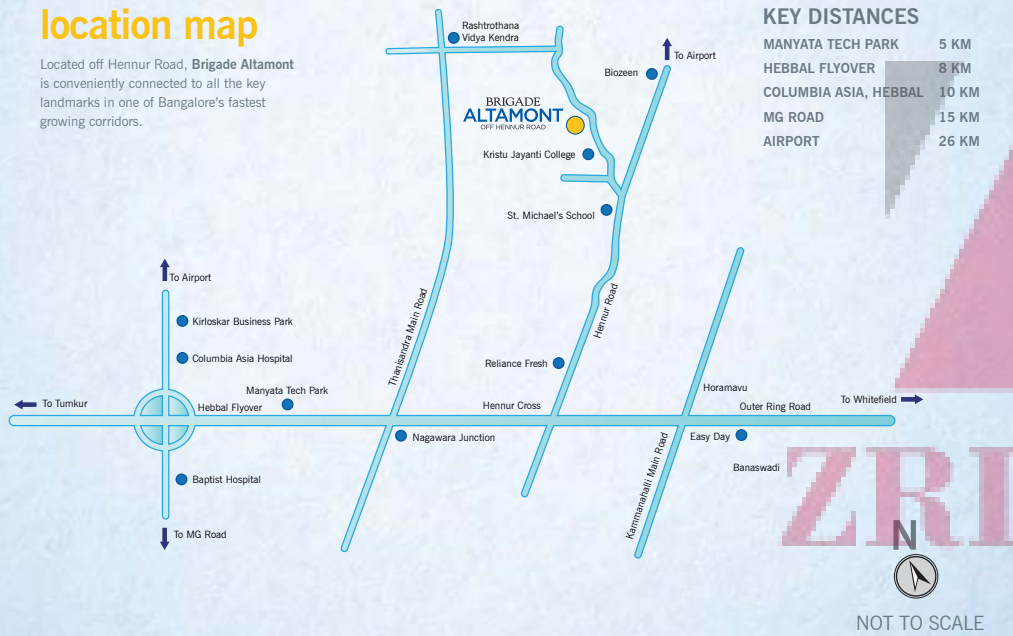 location map
Located off Hennur Road, Brigade Altamont
is conveniently connected to all the key
landmarks in one of Bangalore's fastest
growing corridors.
KEY DISTANCES
MANYATA TECH PARK 5 KM
HEBBAL FLYOVER 8 KM
COLUMBIA ASIA, HEBBAL 10 KM
MG ROAD 15 KM
AIRPORT 26 KM
Rashtrothana
Vidya Kendra
To Airport
Biozeen
BRIGADE
ALTAMONT
OFF HENNUR ROAD
Kristu Jayanti College
St. Michael's School
To Airport
Kirloskar Business Park
Columbia Asia Hospital
Manyata Tech Park
Hebbal Flyover
To Tumkur
Thanisandra Main Road
Hennur Road
Reliance Fresh
Hennur Cross
Horamavu
Outer Ring Road
To Whitefield
Nagawara Junction
Easy Day
Banaswadi
Kammanahalli Main Road
Baptist Hospital
To MG Road
ZRI
N
NOT TO SCALE